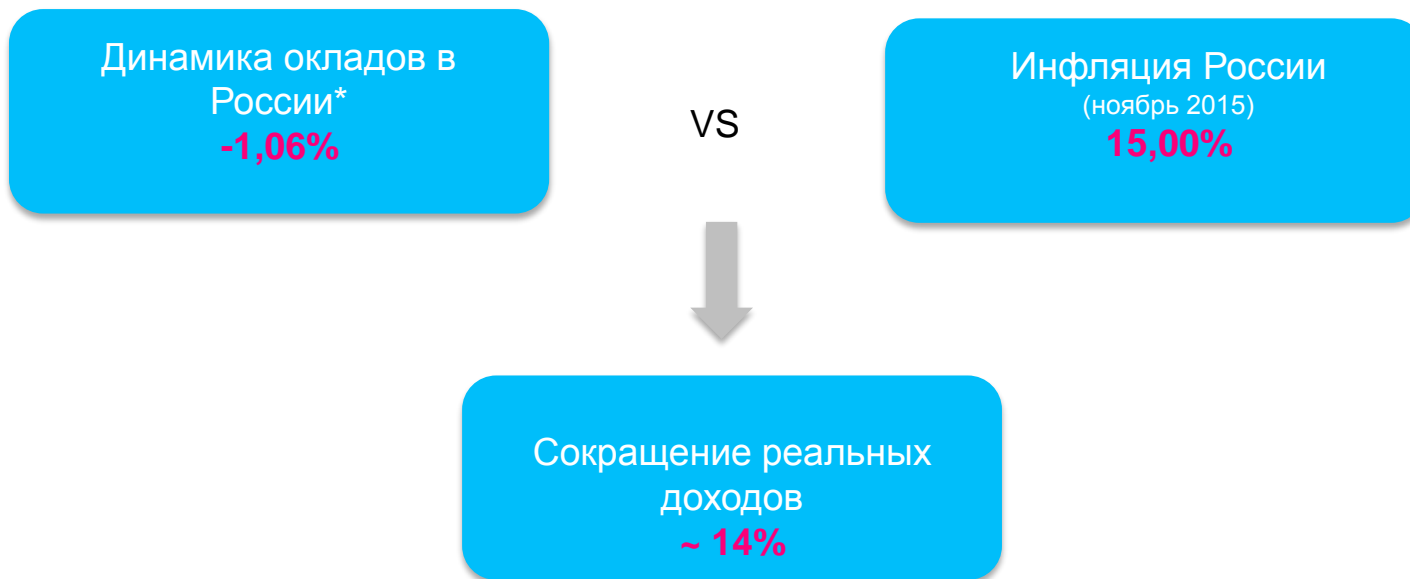 Динамика окладов в
России*
-1,06%
VS
Инфляция России
(ноябрь 2015)
15,00%
Сокращение реальных
доходов
~ 14%